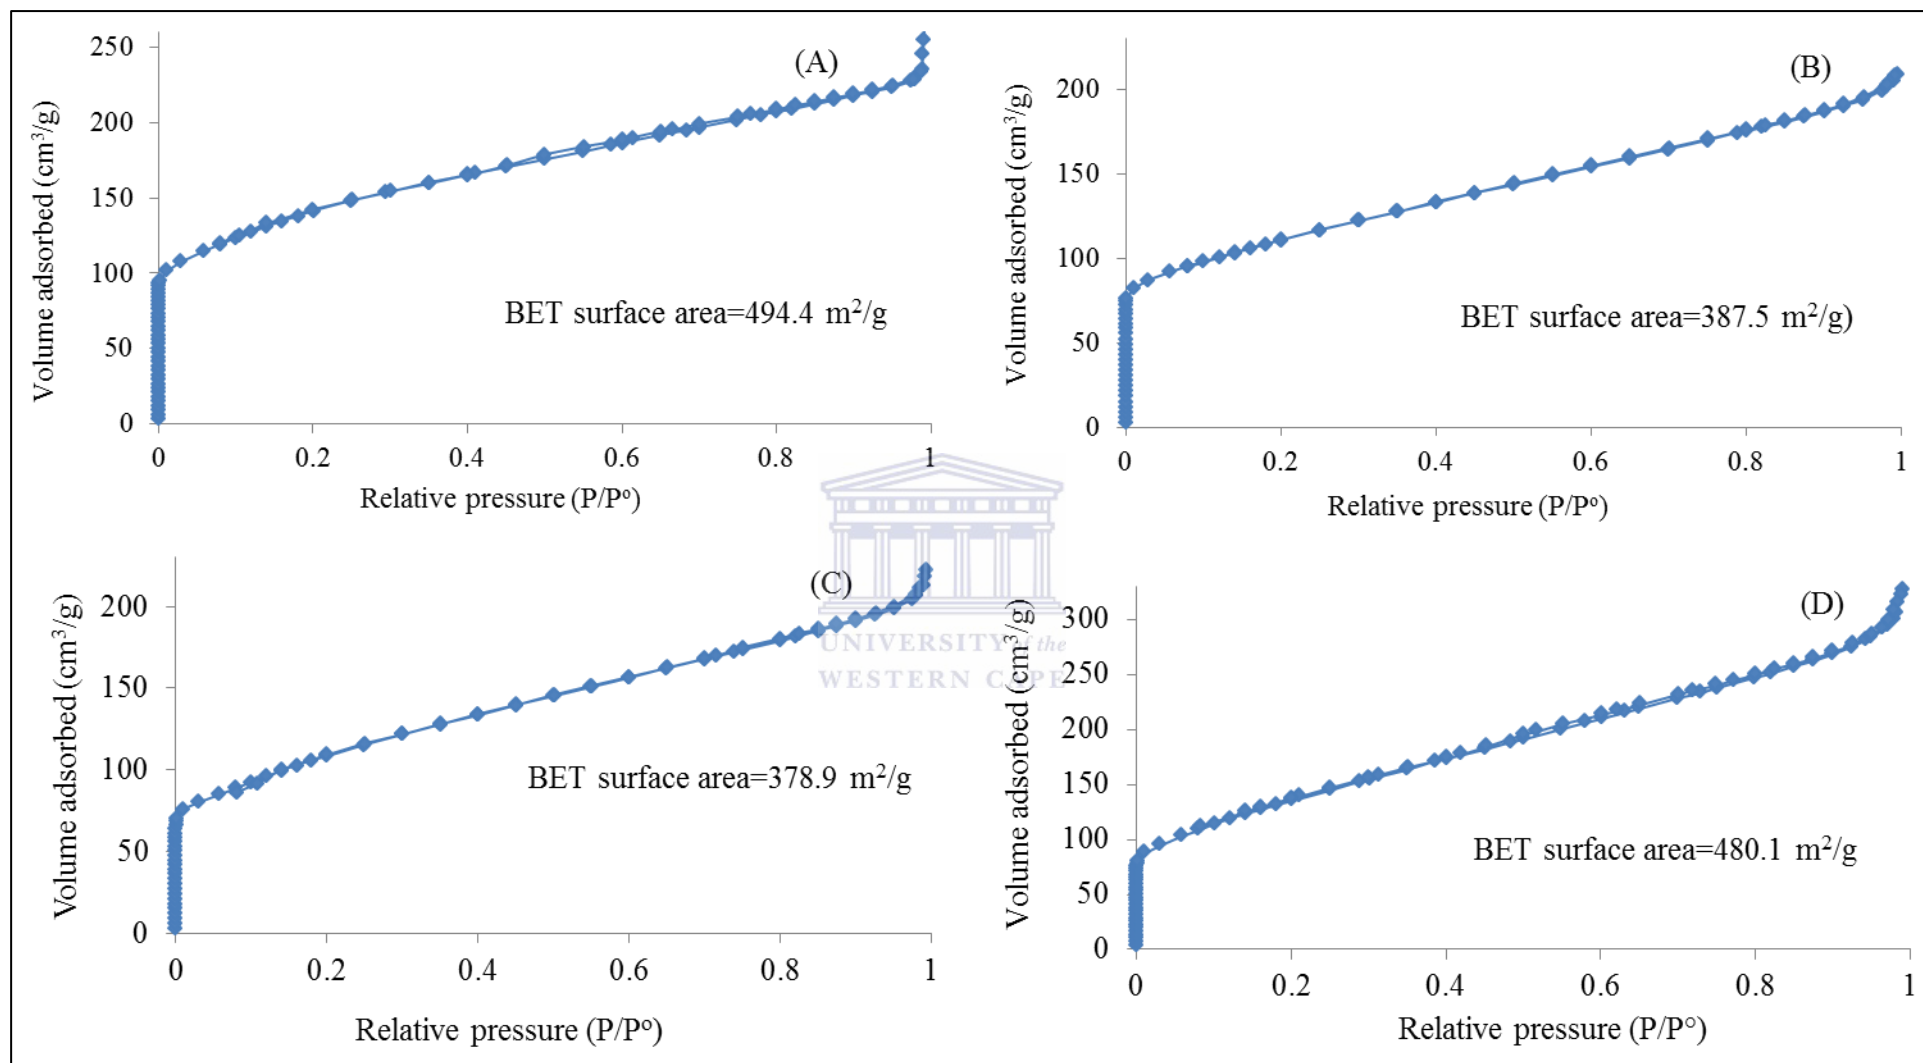 (A)
Volume adsorbed (cm³/g)
250
200
150
100
50
0
0 0.2 0.4 0.6 0.8 1
BET surface area=494.4 m²/g
Relative pressure (P/Pº)
(B)
Volume adsorbed (cm³/g)
200
150
100
50
0
0 0.2 0.4 0.6 0.8 1
BET surface area=387.5 m²/g)
Relative pressure (P/Pº)
UNIVERSITY of the
WESTERN CAPE
(C)
Volume adsorbed (cm³/g)
200
150
100
50
0
0 0.2 0.4 0.6 0.8 1
BET surface area=378.9 m²/g
Relative pressure (P/Pº)
(D)
Volume adsorbed (cm³/g)
300
250
200
150
100
50
0
0 0.2 0.4 0.6 0.8 1
BET surface area=480.1 m²/g
Relative pressure (P/P°)